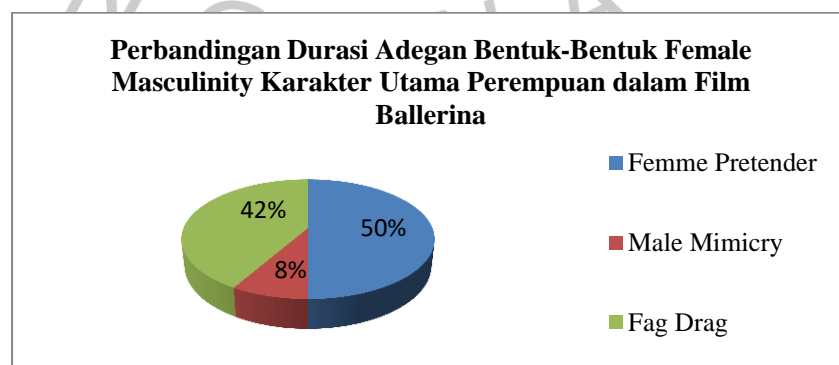 Perbandingan Durasi Adegan Bentuk-Bentuk Female
Masculinity Karakter Utama Perempuan dalam Film
Ballerina
Femme Pretender
42%
50%
Male Mimicry
8%
Fag Drag